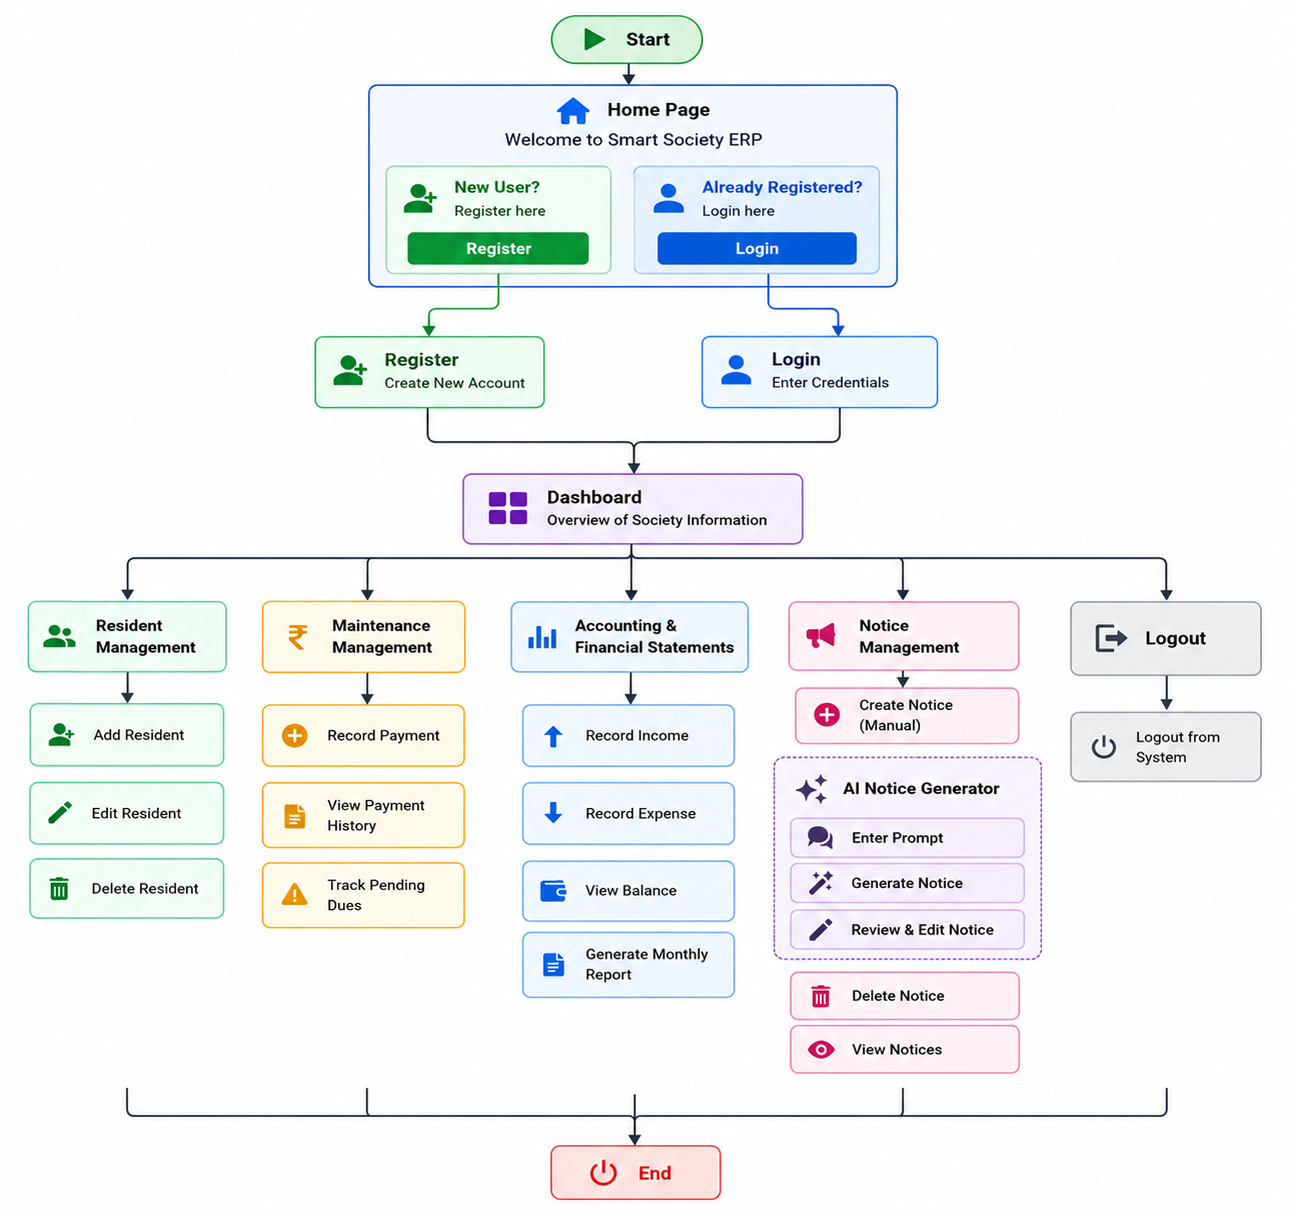 Start
Home Page
Welcome to Smart Society ERP
New User?
Register here
Register
Already Registered?
Login here
Login
Register
Create New Account
Login
Enter Credentials
Dashboard
Overview of Society Information
Resident
Management
Add Resident
Edit Resident
Delete Resident
₹
Maintenance
Management
Record Payment
View Payment
History
Track Pending
Dues
Accounting &
Financial Statements
Record Income
Record Expense
View Balance
Generate Monthly
Report
Notice
Management
Create Notice
(Manual)
AI Notice Generator
Enter Prompt
Generate Notice
Review & Edit Notice
Delete Notice
View Notices
Logout
Logout from
System
End